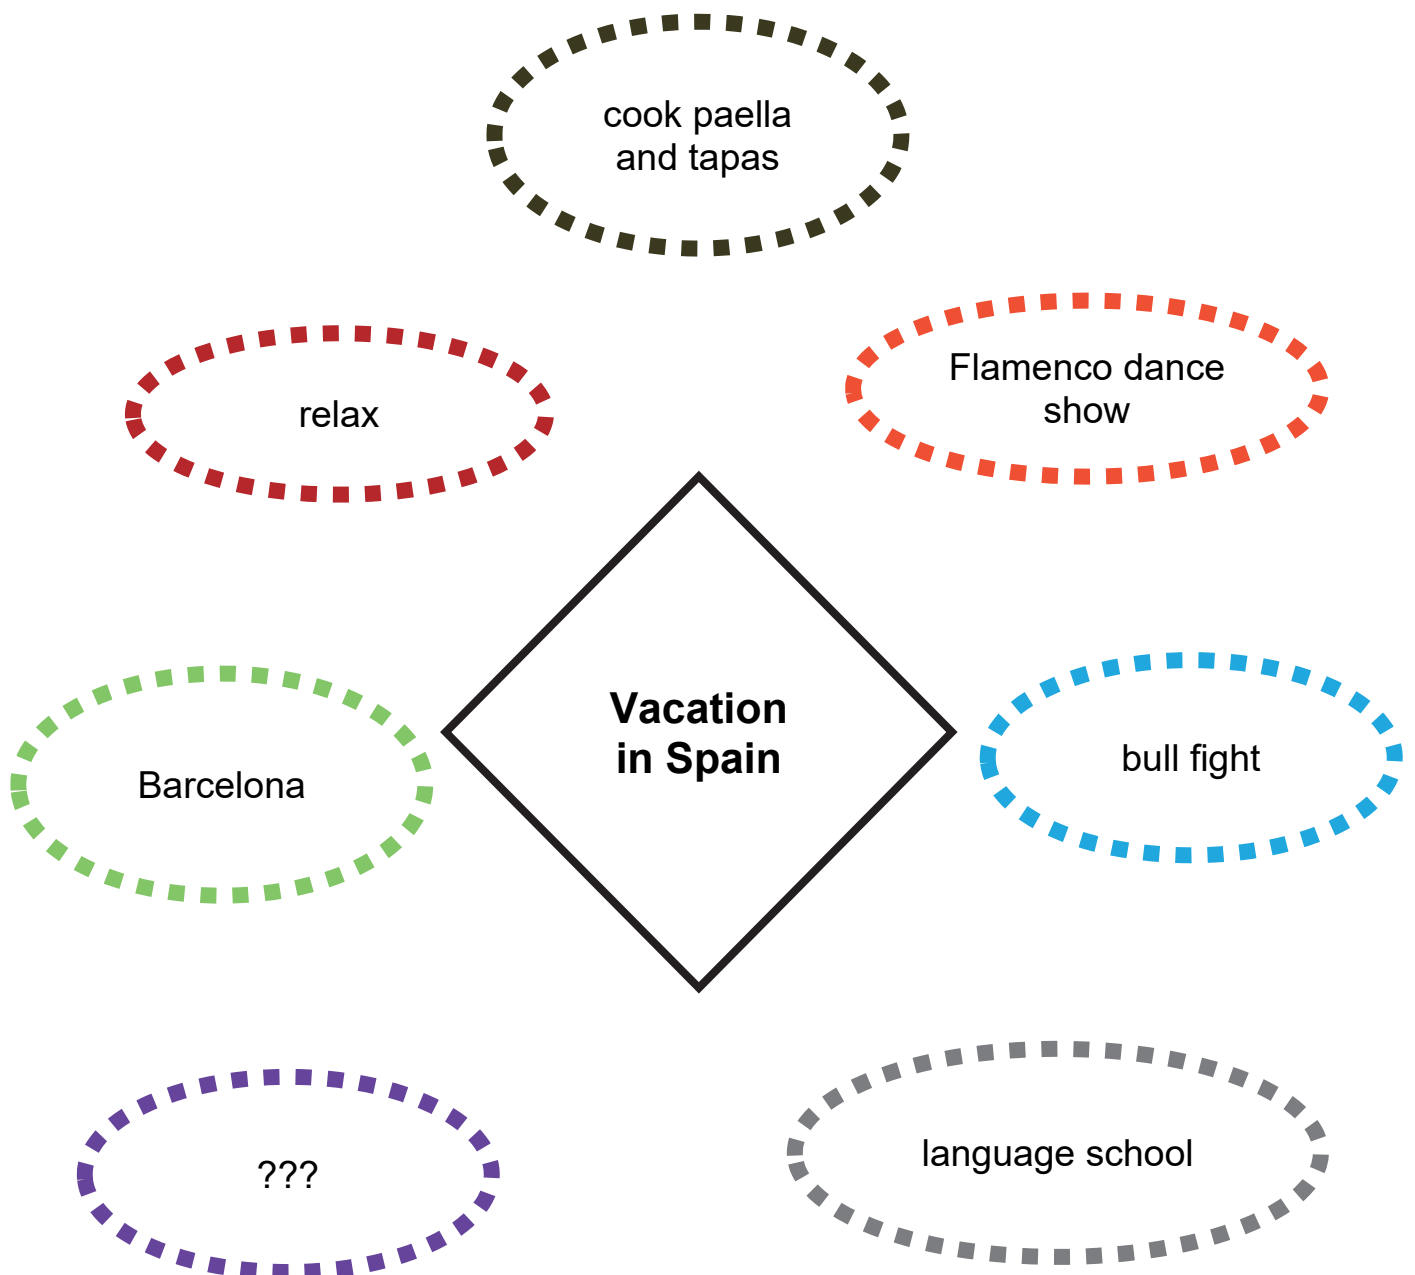 cook paella
and tapas
Flamenco dance
show
relax
Vacation
in Spain
bull fight
Barcelona
language school
???